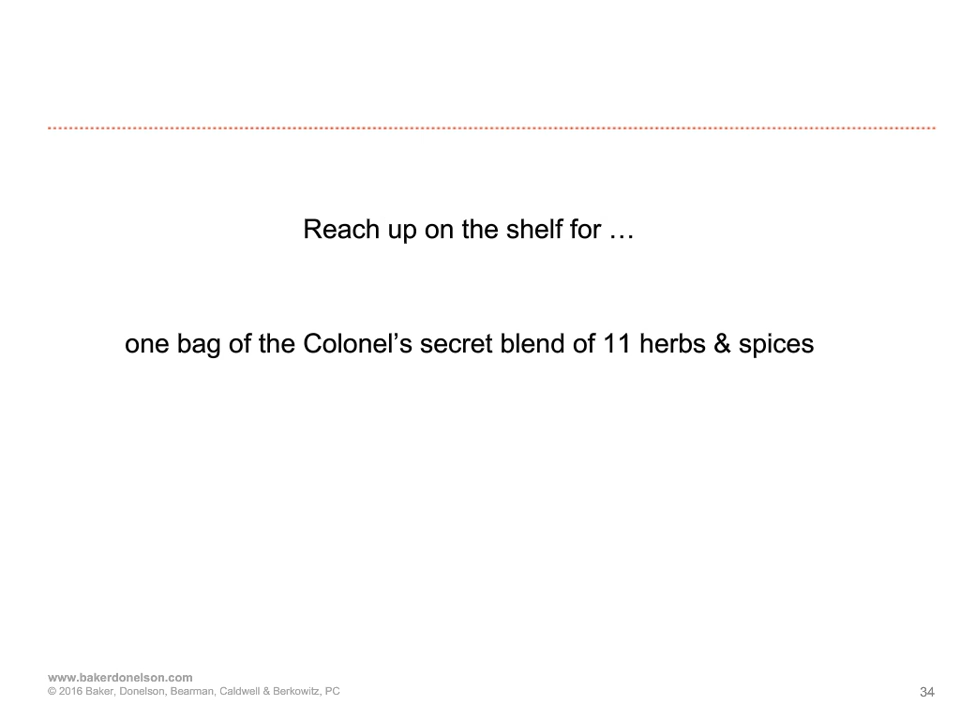 Reach up on the shelf for …
one bag of the Colonel’s secret blend of 11 herbs & spices
www.bakerdonelson.com
© 2016 Baker, Donelson, Bearman, Caldwell & Berkowitz, PC
34